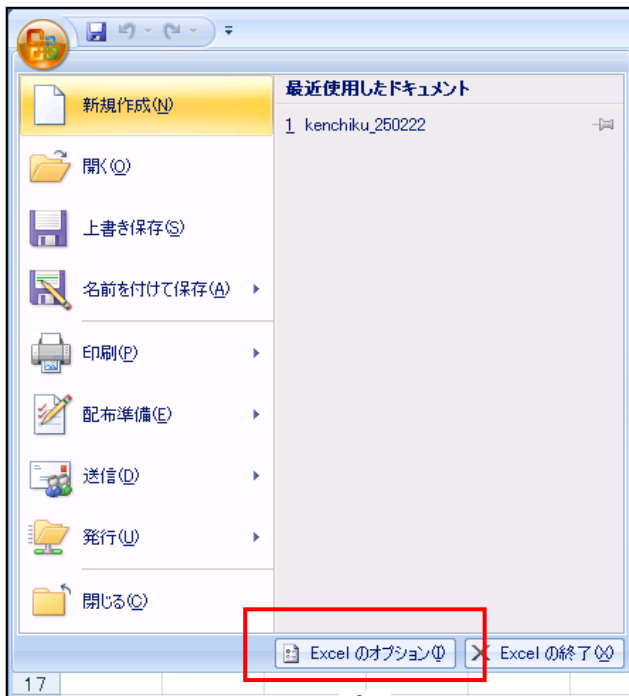 新規作成(N)
開く(O)
上書き保存(S)
名前を付けて保存(A)
印刷(P)
配布準備(E)
送信(D)
発行(U)
閉じる(C)
最近使用したドキュメント
1 kenchiku_250222
Excel のオプション(I)
Excel の終了(X)
17